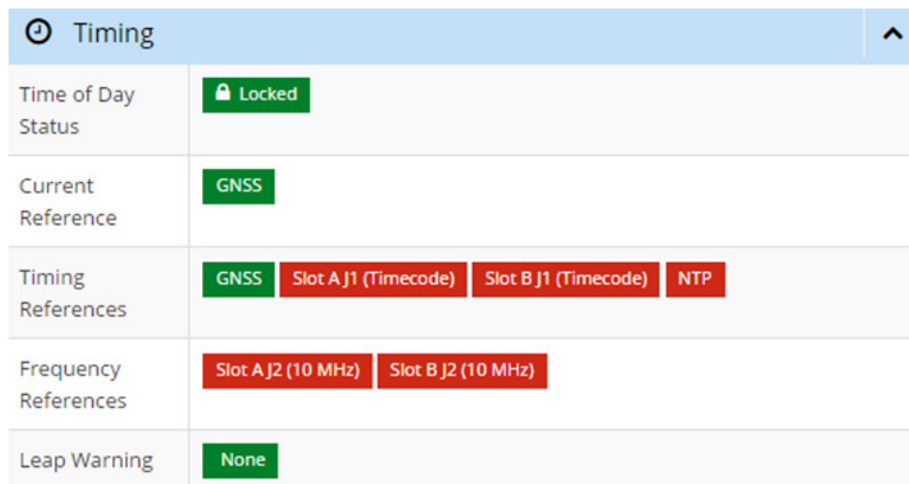 Timing
Time of Day
Status
Locked
Current
Reference
GNSS
Timing
References
GNSS Slot A J1 (Timecode) Slot B J1 (Timecode) NTP
Frequency
References
Slot A J2 (10 MHz) Slot B J2 (10 MHz)
Leap Warning
None